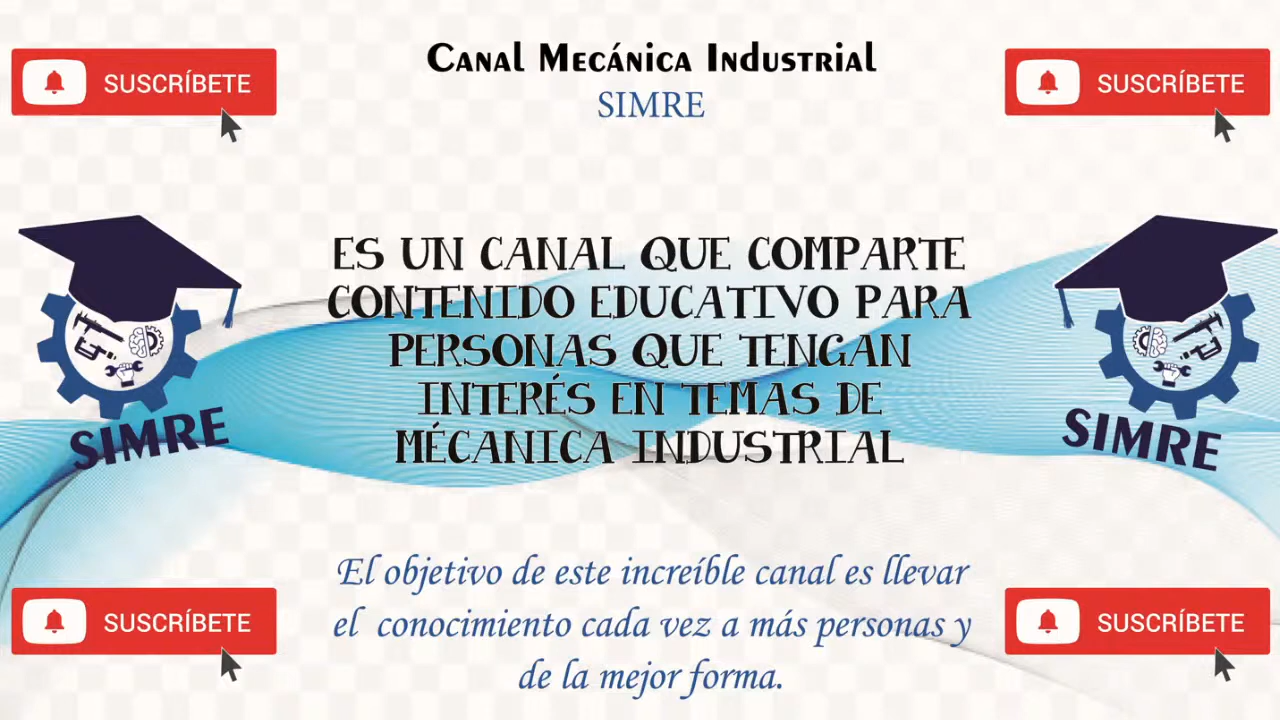 Canal Mecánica Industrial
SIMRE
SUSCRÍBETE
SUSCRÍBETE
ES UN CANAL QUE COMPARTE
CONTENIDO EDUCATIVO PARA
PERSONAS QUE TENGAN
INTERÉS EN TEMAS DE
MÉCANICA INDUSTRIAL
SIMRE
SIMRE
El objetivo de este increíble canal es llevar
el conocimiento cada vez a más personas y
de la mejor forma.
SUSCRÍBETE
SUSCRÍBETE